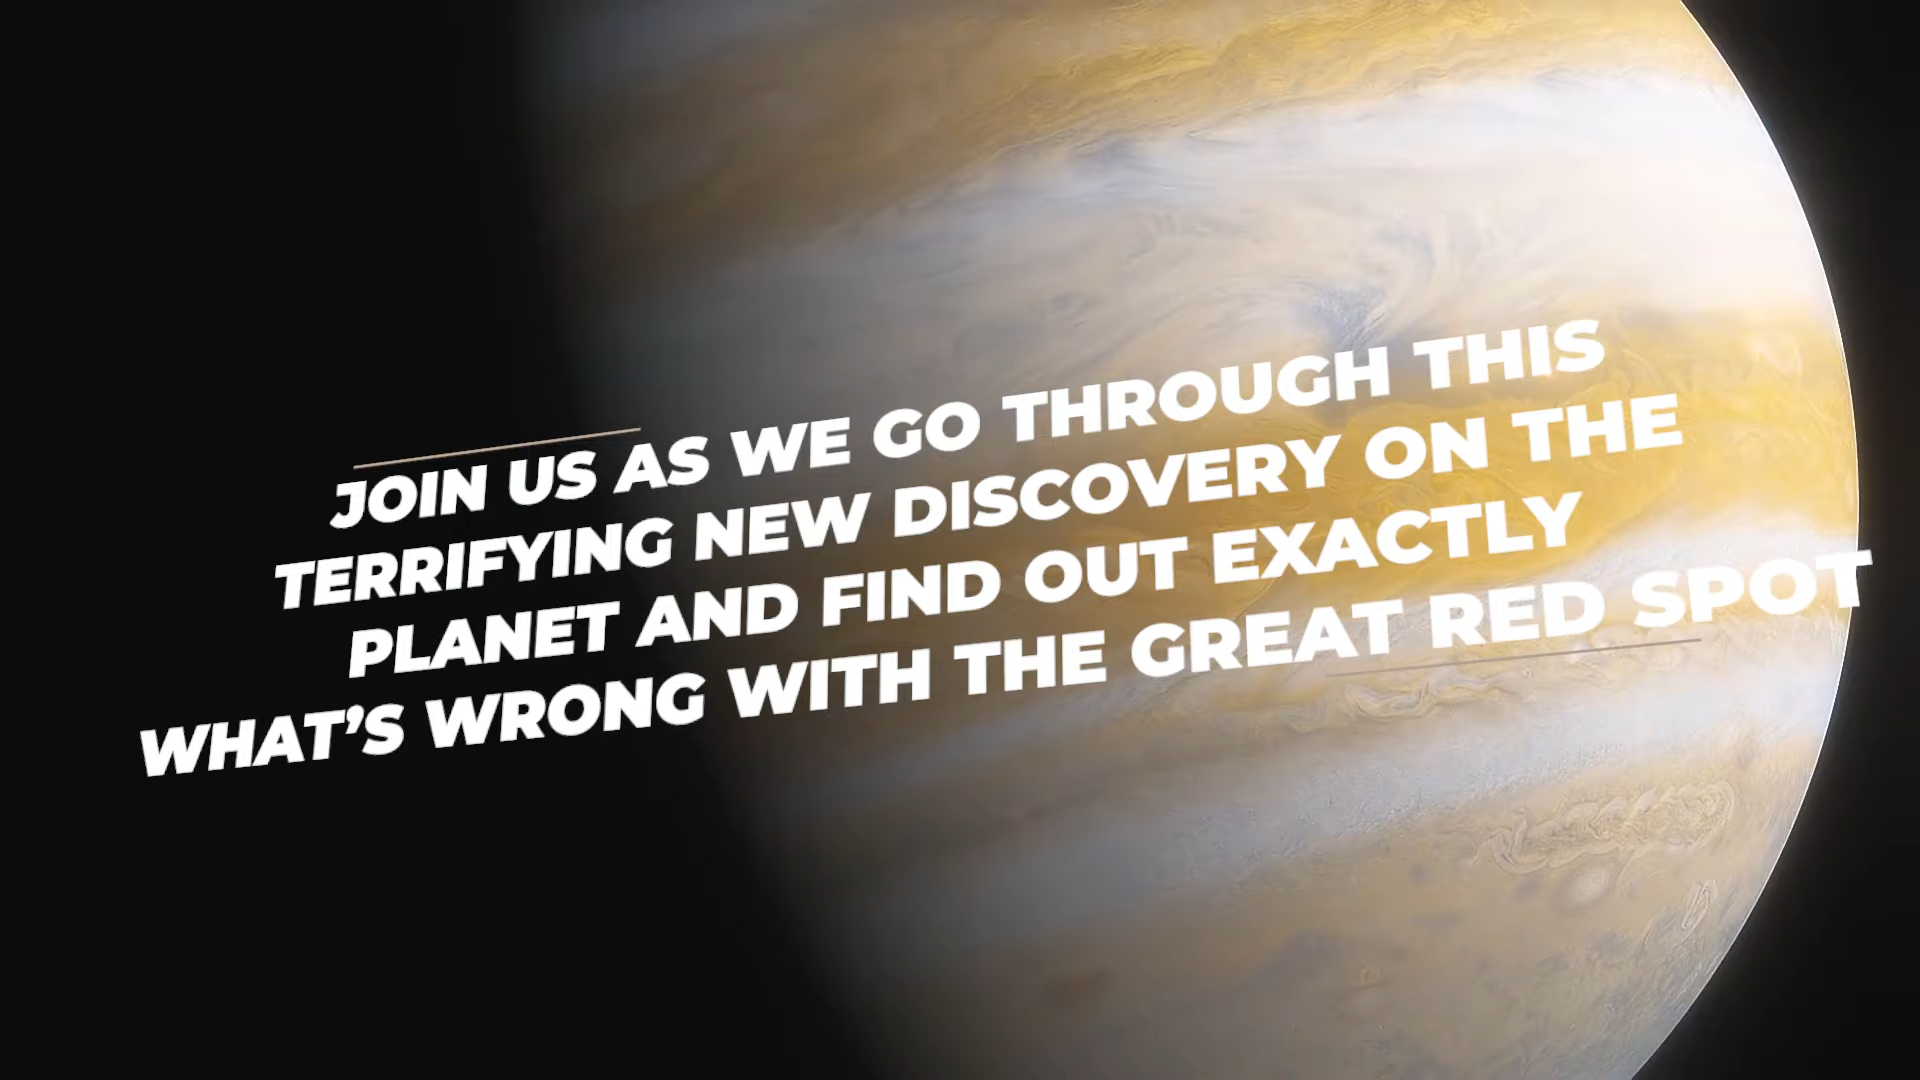 JOIN US AS WE GO THROUGH THIS
TERRIFYING NEW DISCOVERY ON THE
PLANET AND FIND OUT EXACTLY
WHAT’S WRONG WITH THE GREAT RED SPOT